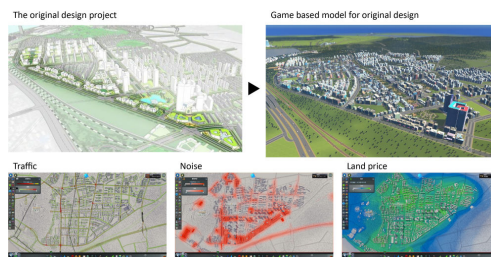 The original design project
Game based model for original design
Traffic
Noise
Land price